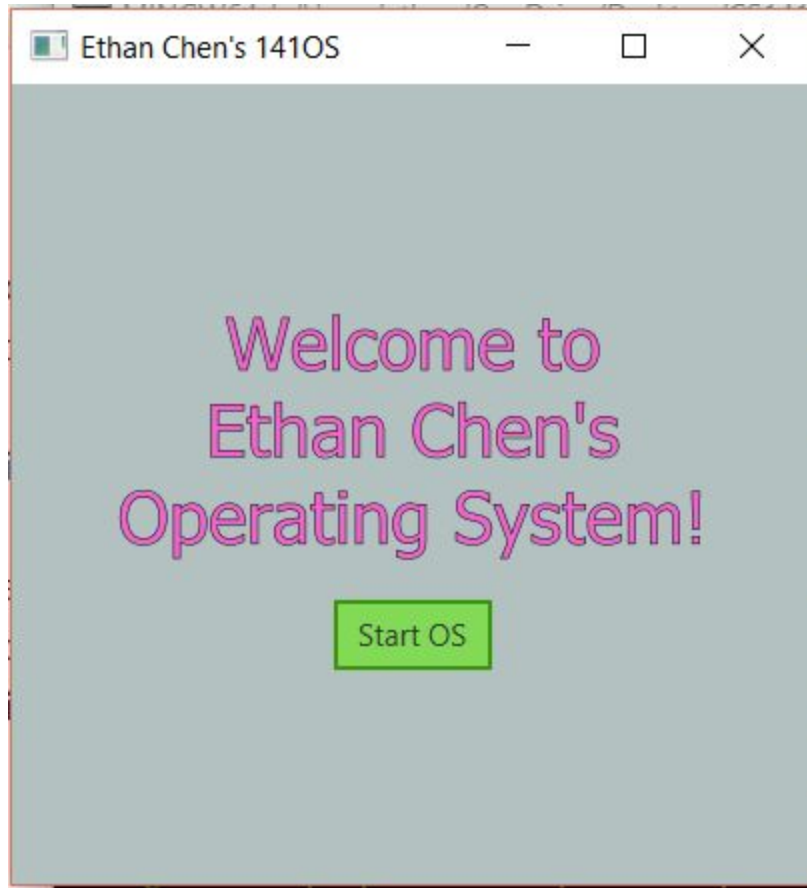 Ethan Chen's 141OS
Welcome to
Ethan Chen's
Operating System!
Start OS